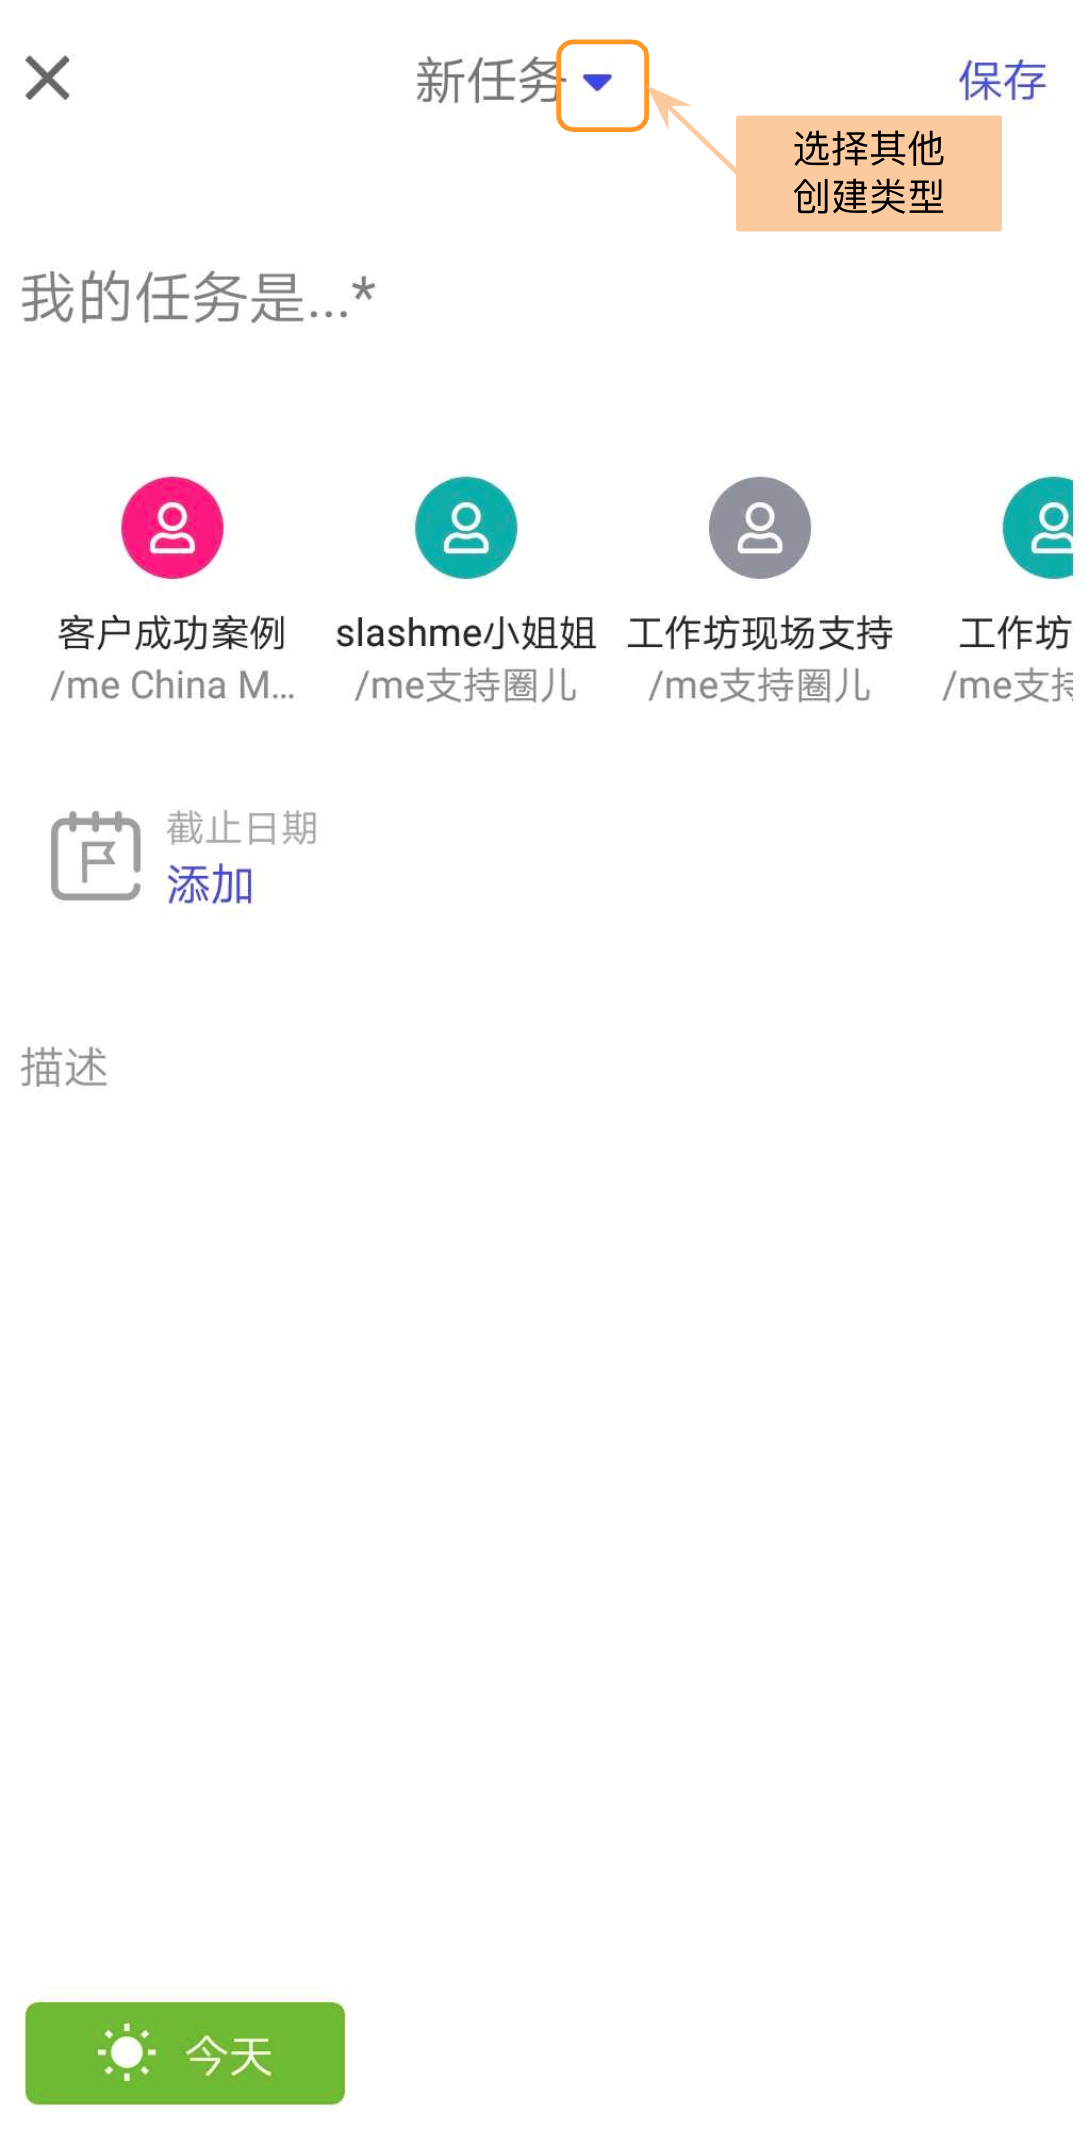 新任务
保存
选择其他
创建类型
我的任务是...*
客户成功案例
/me China M...
slashme小姐姐
/me支持圈儿
工作坊现场支持
/me支持圈儿
工作坊
/me支持
截止日期
添加
描述
今天